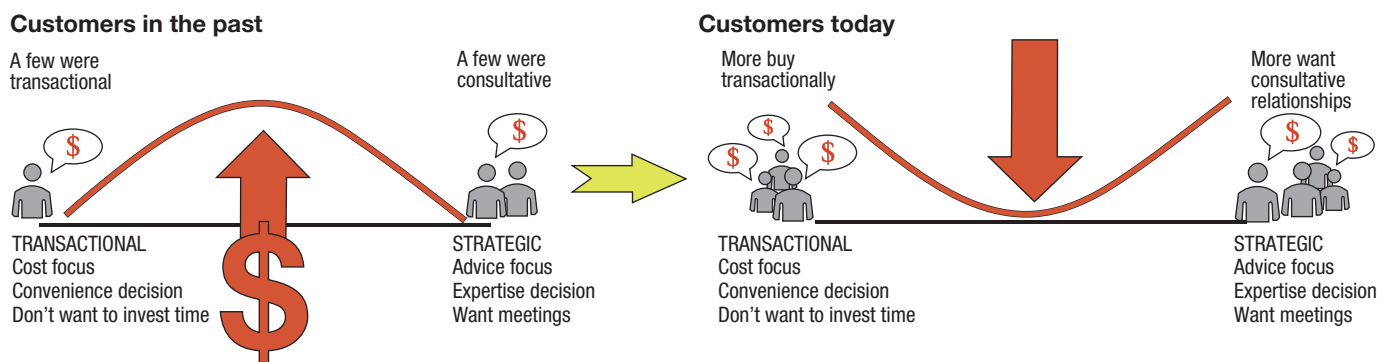 Customers in the past
A few were
transactional
A few were
consultative
$
$
TRANSACTIONAL
Cost focus
Convenience decision
Don't want to invest time
$
STRATEGIC
Advice focus
Expertise decision
Want meetings
Customers today
More buy
transactionally
More want
consultative
relationships
$
$
$
$
$
TRANSACTIONAL
Cost focus
Convenience decision
Don't want to invest time
STRATEGIC
Advice focus
Expertise decision
Want meetings